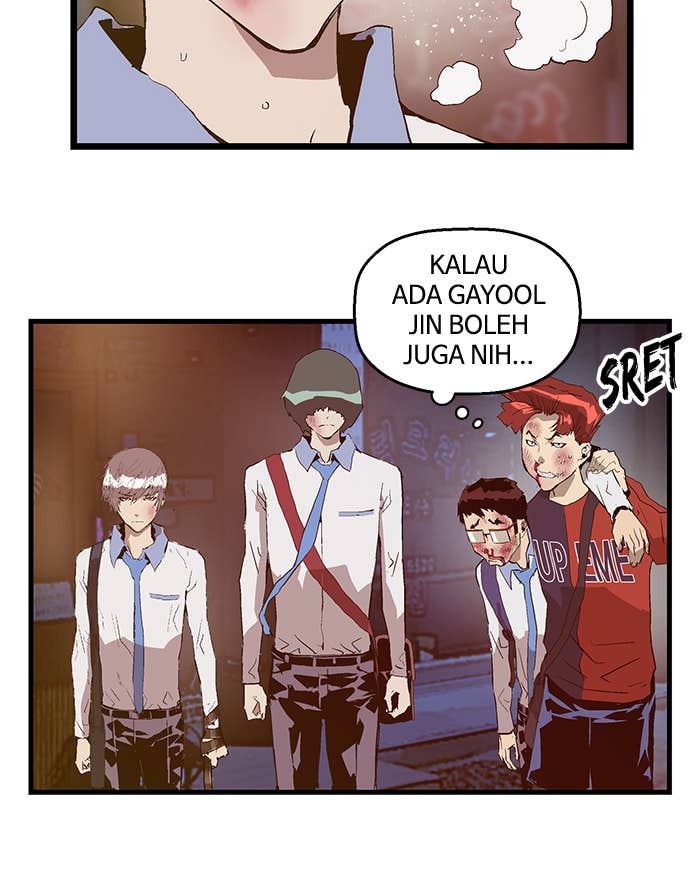 KALAU
ADA GAYOOL
JIN BOLEH
JUGA NIH...
SRET
UP EME